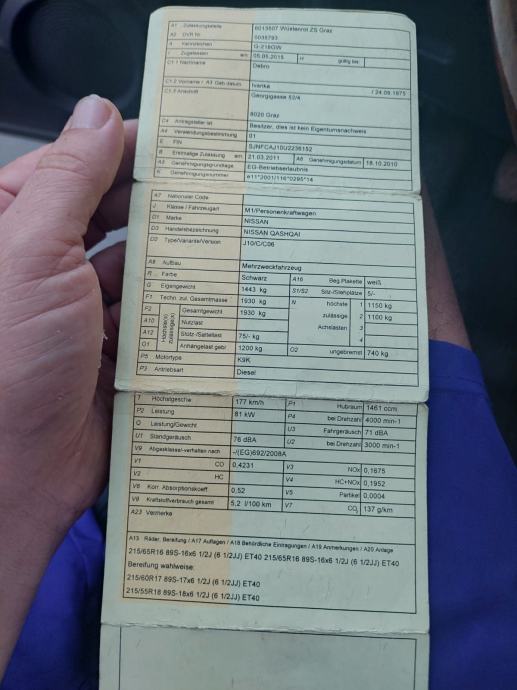 A1 Zulassungsstelle 6013507 Wüstenrot ZS Graz
A2 DVR Nr.
A Kennzeichen G-218GW
I Zugelassen am 05.05.2015 H gültig bis
C1.1 Nachname
C1.2 Vorname / A3 Geb.datum Ivanka / 24.09.1975
C1.3 Anschrift Georgigasse 52/4
8020 Graz
C4 Antragsteller ist Besitzer, dies ist kein Eigentumsnachweis
A4 Verwendungsbestimmung 01
E FIN SJNFCAJ10U2236152
B Erstmalige Zulassung am 21.03.2011 A6 Genehmigungsdatum 18.10.2010
A5 Genehmigungsgrundlage EG-Betriebserlaubnis
K Genehmigungsnummer e11*2001/116*0295*14
A7 Nationaler Code
J Klasse / Fahrzeugart M1/Personenkraftwagen
D1 Marke NISSAN
D3 Handelsbezeichnung NISSAN QASHQAI
D2 Type/Variante/Version J10/C/C06
A9 Aufbau Mehrzweckfahrzeug
R Farbe Schwarz A16 Beg.Plakette weiß
G Eigengewicht 1443 kg S1/S2 Sitz-/Stehplätze 5/-
F1 Techn. zul. Gesamtmasse 1930 kg N höchste 1 1150 kg
F2 Höchste(r) zulässige(r) Gesamtgewicht 1930 kg zulässige 2 1100 kg
A10 Nutzlast Achslasten 3
A12 Stütz-/Sattellast 75/- kg 4
O1 Anhängelast gebr. 1200 kg O2 ungebremst 740 kg
P5 Motortype K9K
P3 Antriebsart Diesel
T Höchstgeschw. 177 km/h P1 Hubraum 1461 ccm
P2 Leistung 81 kW P4 bei Drehzahl 4000 min-1
Q Leistung/Gewicht U3 Fahrgeräusch 71 dBA
U1 Standgeräusch 76 dBA U2 bei Drehzahl 3000 min-1
V9 Abgasklasse/-verhalten nach -/(EG)692/2008A
V1 CO 0,4231 V3 NOx 0,1675
V2 HC V4 HC+NOx 0,1952
V6 Korr. Absorptionskoeff. 0,52 V5 Partikel 0,0004
V8 Kraftstoffverbrauch gesamt 5,2 l/100 km V7 CO2 137 g/km
A23 Vermerke
A13 Räder, Bereifung / A17 Auflagen / A18 Behördliche Eintragungen / A19 Anmerkungen / A20 Anlage
215/65R16 89S-16x6 1/2J (6 1/2JJ) ET40 215/65R16 89S-16x6 1/2J (6 1/2JJ) ET40
Bereifung wahlweise:
215/60R17 89S-17x6 1/2J (6 1/2JJ) ET40
215/55R18 89S-18x6 1/2J (6 1/2JJ) ET40